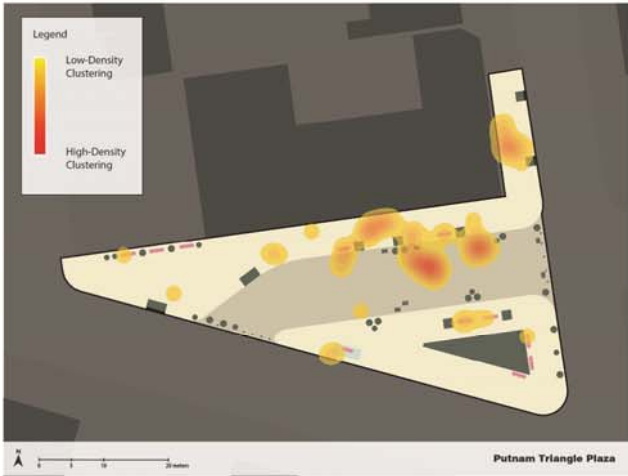 Legend
Low-Density
Clustering
High-Density
Clustering
N
0 5 10 20 meters
Putnam Triangle Plaza